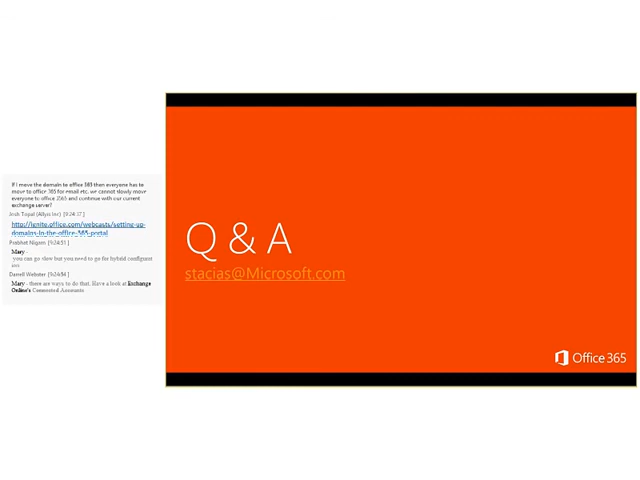 If I move the domain to office 365 then everyone has to
move to office 365 for email etc. we cannot slowly move
everyone to office 3565 and continue with our current
exchange server?
Josh Topal (Allyis Inc) [9:24:37]
http://ignite.office.com/webcasts/setting-up-
domains-in-the-office-365-portal
Prabhat Nigam [9:24:51]
Mary -
you can go slow but you need to go for hybrid configurat
ion
Darrell Webster [9:24:54]
Mary - there are ways to do that. Have a look at Exchange
Online's Connected Accounts
Q & A
stacias@Microsoft.com
Office 365